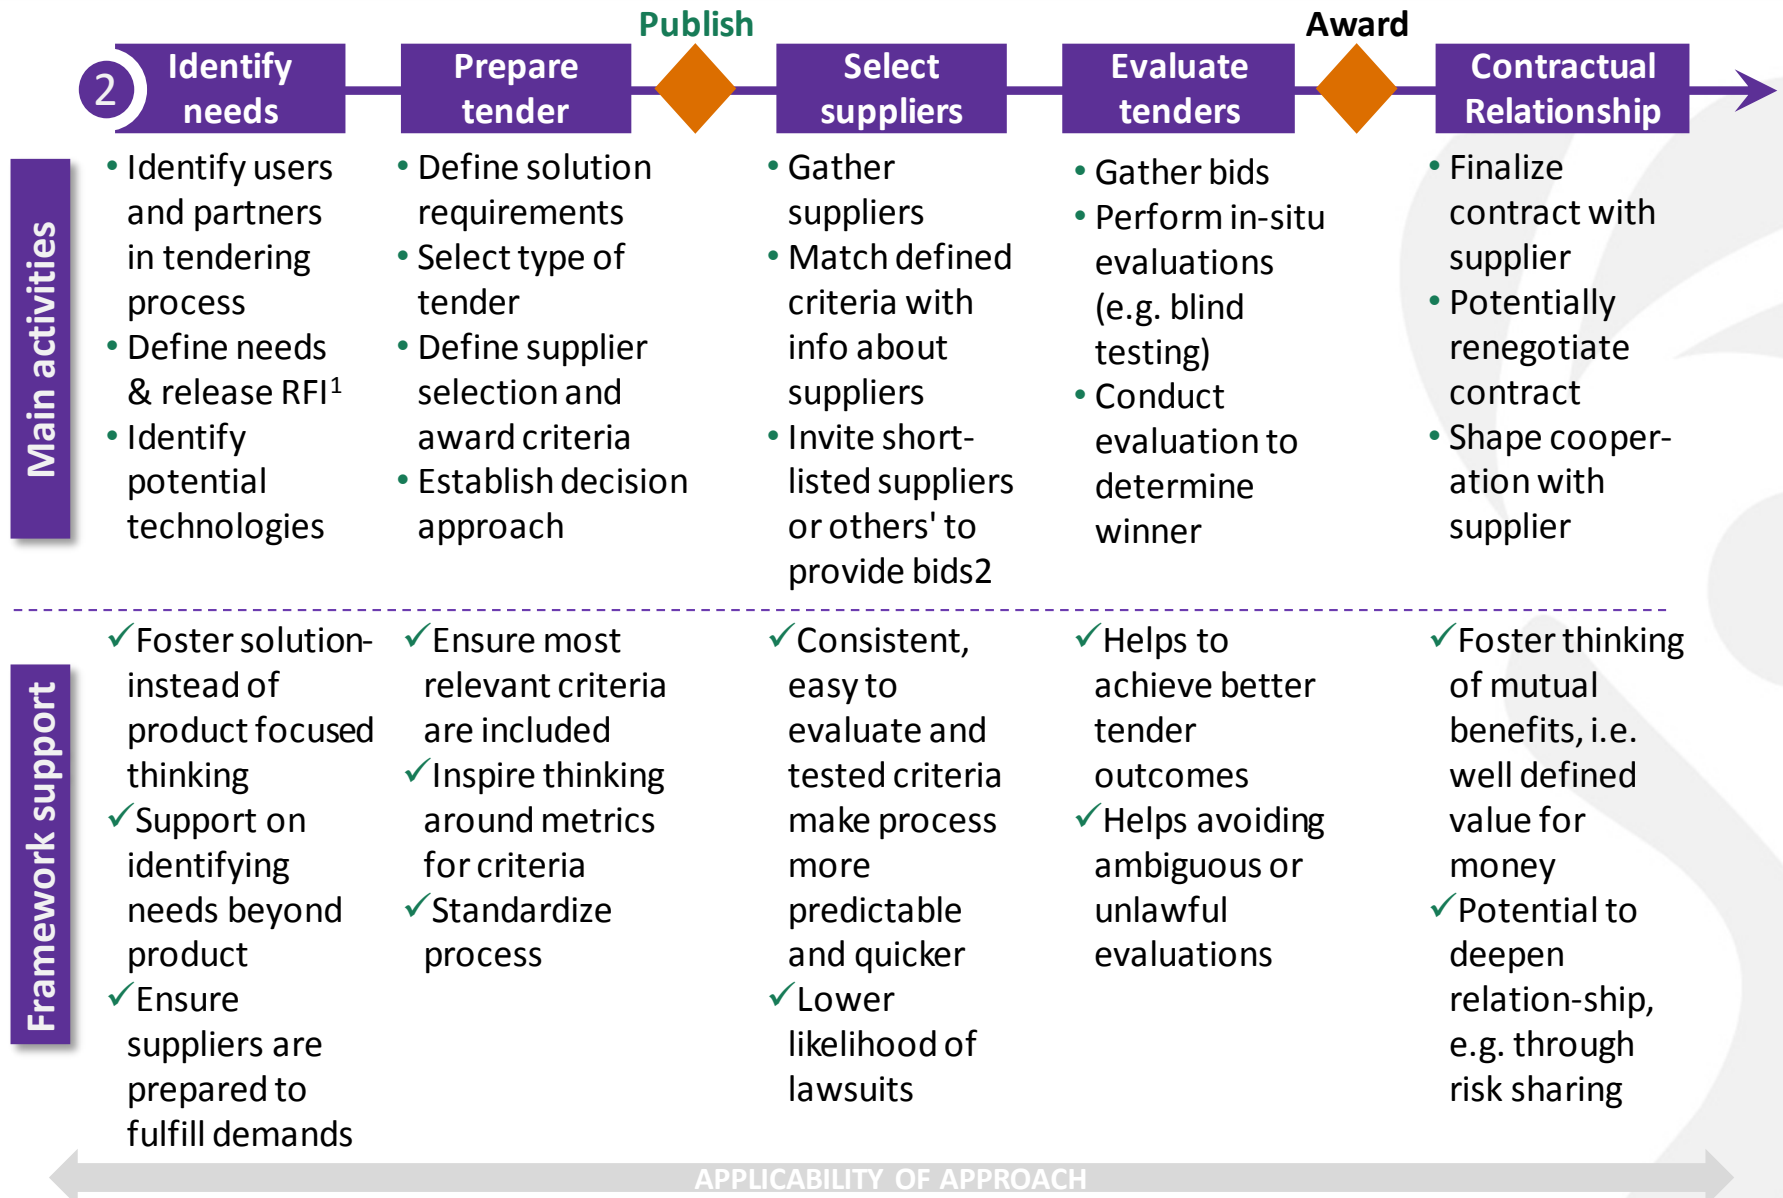 Publish
Award
2
Identify
needs
Prepare
tender
Select
suppliers
Evaluate
tenders
Contractual
Relationship
Main activities
• Identify users
and partners
in tendering
process
• Define needs
& release RFI¹
• Identify
potential
technologies
• Define solution
requirements
• Select type of
tender
• Define supplier
selection and
award criteria
• Establish decision
approach
• Gather
suppliers
• Match defined
criteria with
info about
suppliers
• Invite short-
listed suppliers
or others' to
provide bids2
• Gather bids
• Perform in-situ
evaluations
(e.g. blind
testing)
• Conduct
evaluation to
determine
winner
• Finalize
contract with
supplier
• Potentially
renegotiate
contract
• Shape cooper-
ation with
supplier
Framework support
✓Foster solution-
instead of
product focused
thinking
✓Support on
identifying
needs beyond
product
✓Ensure
suppliers are
prepared to
fulfill demands
✓Ensure most
relevant criteria
are included
✓Inspire thinking
around metrics
for criteria
✓Standardize
process
✓Consistent,
easy to
evaluate and
tested criteria
make process
more
predictable
and quicker
✓Lower
likelihood of
lawsuits
✓Helps to
achieve better
tender
outcomes
✓Helps avoiding
ambiguous or
unlawful
evaluations
✓Foster thinking
of mutual
benefits, i.e.
well defined
value for
money
✓Potential to
deepen
relation-ship,
e.g. through
risk sharing
APPLICABILITY OF APPROACH